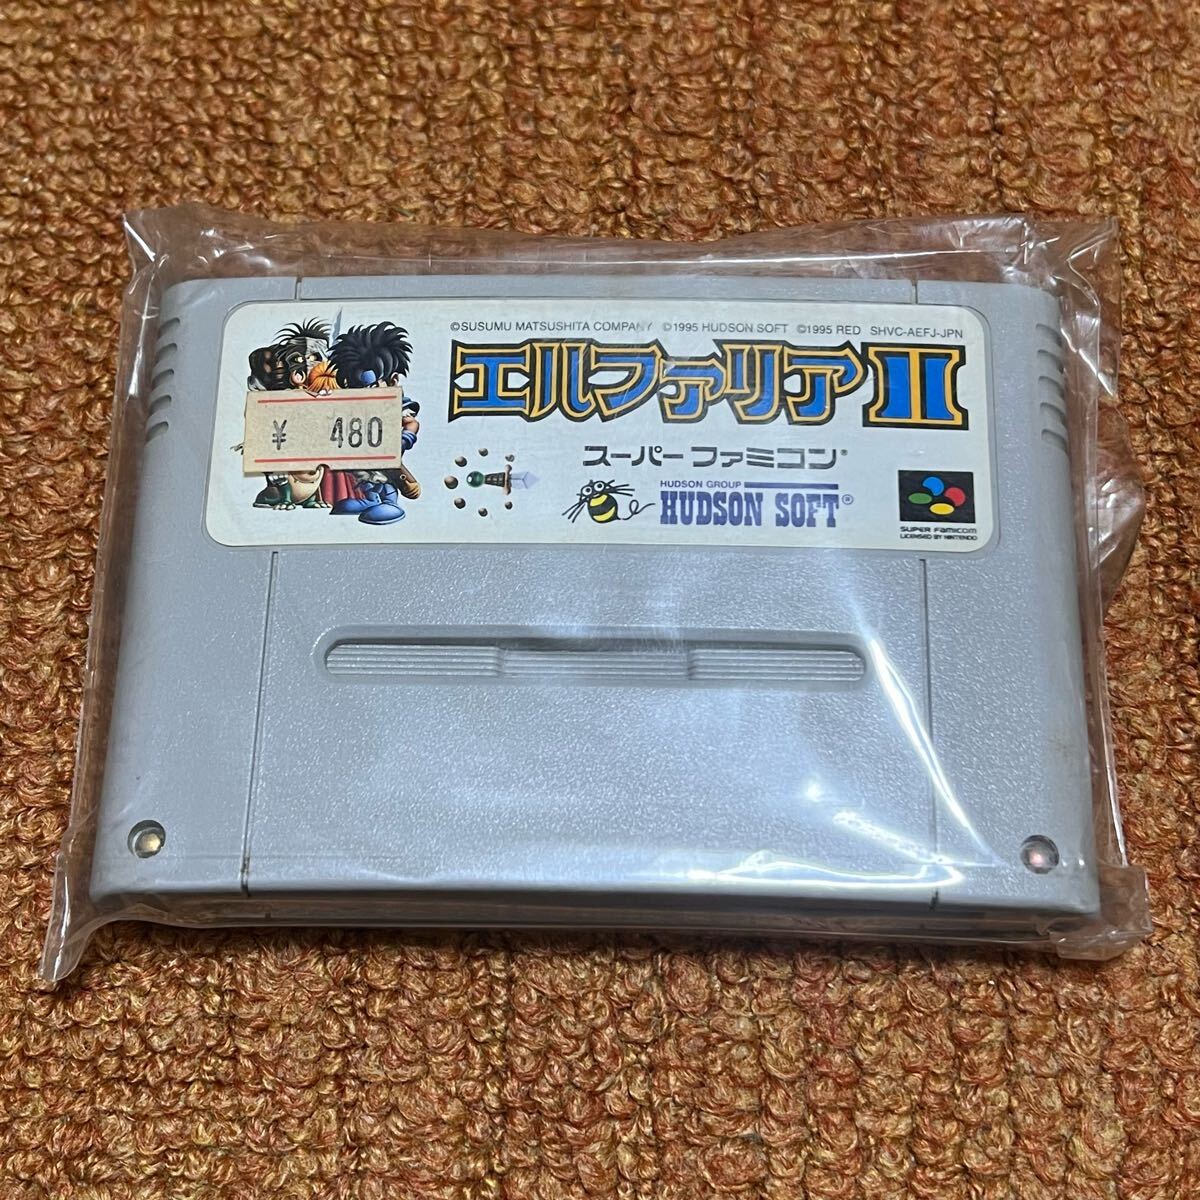 ©SUSUMU MATSUSHITA COMPANY ©1995 HUDSON SOFT ©1995 RED SHVC-AEFJ-JPN
エルファリアII
¥ 480
スーパーファミコン®
HUDSON GROUP
HUDSON SOFT®
SUPER FAMICOM
LICENSED BY NINTENDO